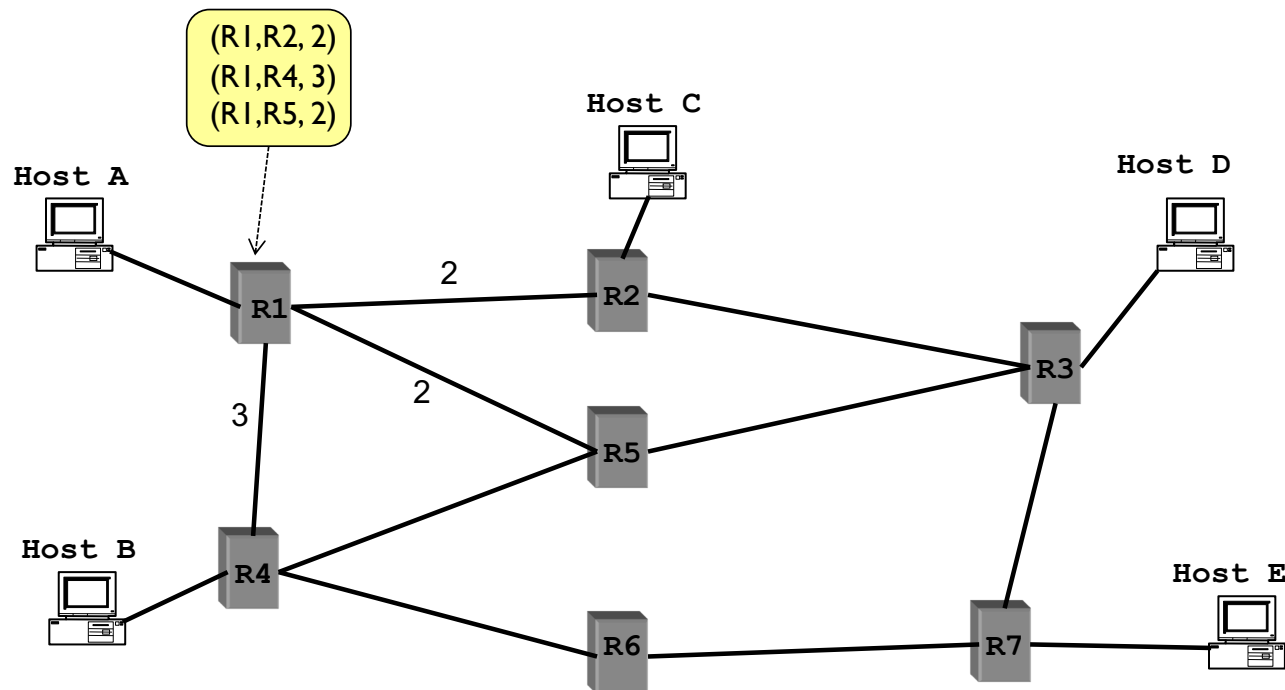 (R1,R2, 2)
(R1,R4, 3)
(R1,R5, 2)
Host C
Host D
Host A
2
R2
R1
R3
2
3
R5
Host B
R4
Host E
R6
R7